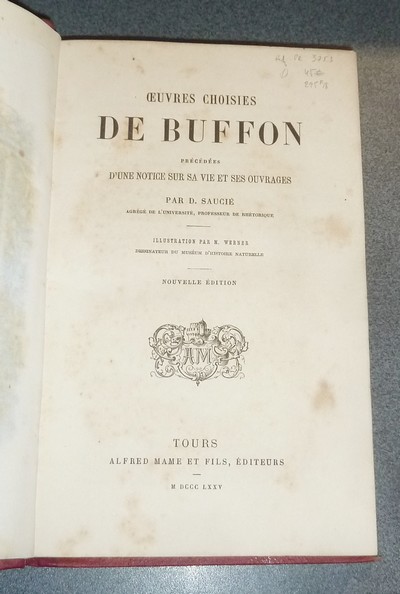 ŒUVRES CHOISIES
DE BUFFON
PRÉCÉDÉES
D'UNE NOTICE SUR SA VIE ET SES OUVRAGES
PAR D. SAUCIÉ
AGRÉGÉ DE L'UNIVERSITÉ, PROFESSEUR DE RHÉTORIQUE
ILLUSTRATION PAR M. WERNER
DESSINATEUR DU MUSÉUM D'HISTOIRE NATURELLE
NOUVELLE ÉDITION
AM
TOURS
ALFRED MAME ET FILS, ÉDITEURS
M DCCC LXXV